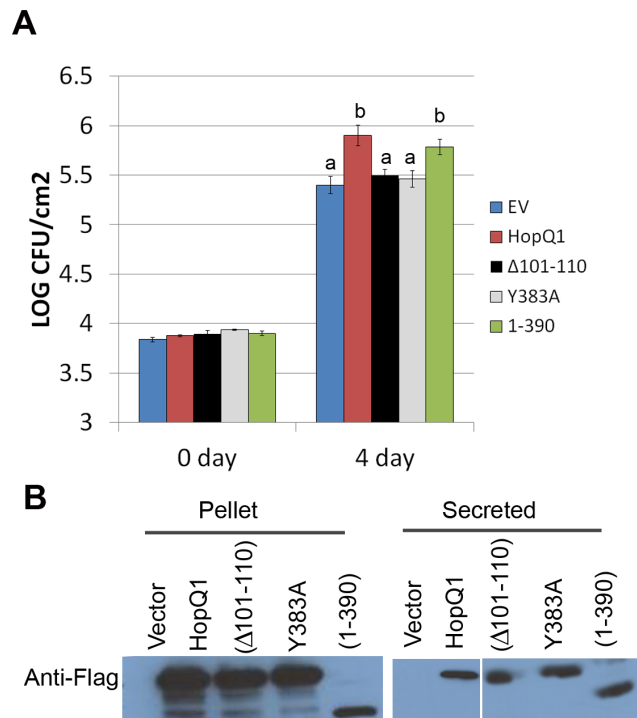 A
LOG CFU/cm2
6.5
6
5.5
5
4.5
4
3.5
3
a
b
a
a
b
0 day
4 day
EV
HopQ1
Δ101-110
Y383A
1-390
B
Pellet
Secreted
Vector
HopQ1
(Δ101-110)
Y383A
(1-390)
Vector
HopQ1
(Δ101-110)
Y383A
(1-390)
Anti-Flag